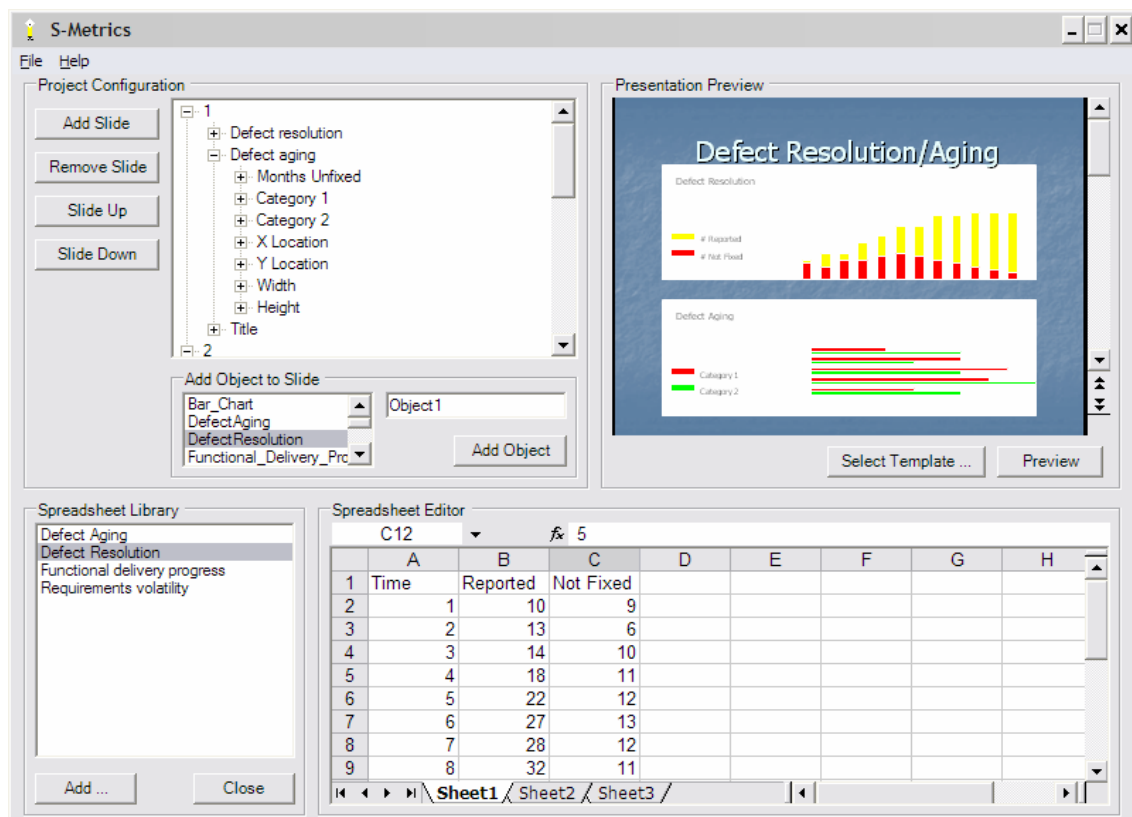 S-Metrics
File Help
Project Configuration
Add Slide
Remove Slide
Slide Up
Slide Down
1
Defect resolution
Defect aging
Months Unfixed
Category 1
Category 2
X Location
Y Location
Width
Height
Title
2
Add Object to Slide
Bar_Chart
DefectAging
DefectResolution
Functional_Delivery_Pro
Object1
Add Object
Presentation Preview
Defect Resolution/Aging
Defect Resolution
# Reported
# Not Fixed
Defect Aging
Category 1
Category 2
Select Template ...
Preview
Spreadsheet Library
Defect Aging
Defect Resolution
Functional delivery progress
Requirements volatility
Add ...
Close
Spreadsheet Editor
C12 fx 5
A B C D E F G H
1 Time Reported Not Fixed
2 1 10 9
3 2 13 6
4 3 14 10
5 4 18 11
6 5 22 12
7 6 27 13
8 7 28 12
9 8 32 11
Sheet1 Sheet2 Sheet3